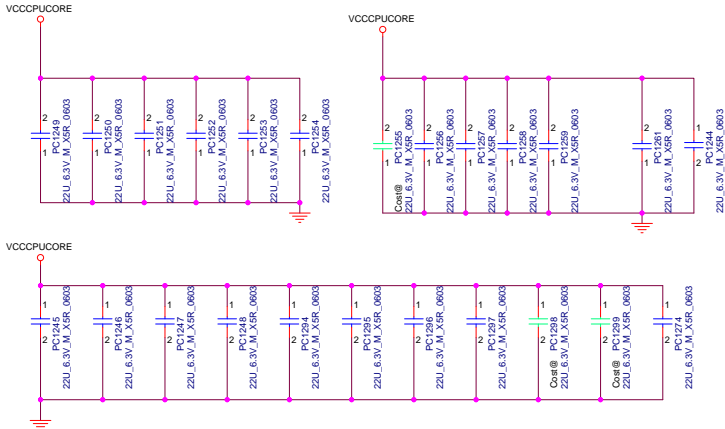 VCCCPUCORE
2
1
PC1249
22U_6.3V_M_X5R_0603
2
1
PC1250
22U_6.3V_M_X5R_0603
2
1
PC1251
22U_6.3V_M_X5R_0603
2
1
PC1252
22U_6.3V_M_X5R_0603
2
1
PC1253
22U_6.3V_M_X5R_0603
2
1
PC1254
22U_6.3V_M_X5R_0603
VCCCPUCORE
2
1
PC1255
Cost@
22U_6.3V_M_X5R_0603
2
1
PC1256
22U_6.3V_M_X5R_0603
2
1
PC1257
22U_6.3V_M_X5R_0603
2
1
PC1258
22U_6.3V_M_X5R_0603
2
1
PC1259
22U_6.3V_M_X5R_0603
2
1
PC1261
22U_6.3V_M_X5R_0603
1
2
PC1244
22U_6.3V_M_X5R_0603
VCCCPUCORE
1
2
PC1245
22U_6.3V_M_X5R_0603
1
2
PC1246
22U_6.3V_M_X5R_0603
1
2
PC1247
22U_6.3V_M_X5R_0603
1
2
PC1248
22U_6.3V_M_X5R_0603
1
2
PC1294
22U_6.3V_M_X5R_0603
1
2
PC1295
22U_6.3V_M_X5R_0603
1
2
PC1296
22U_6.3V_M_X5R_0603
1
2
PC1297
22U_6.3V_M_X5R_0603
1
2
PC1298
Cost@
22U_6.3V_M_X5R_0603
1
2
PC1299
Cost@
22U_6.3V_M_X5R_0603
1
2
PC1274
22U_6.3V_M_X5R_0603